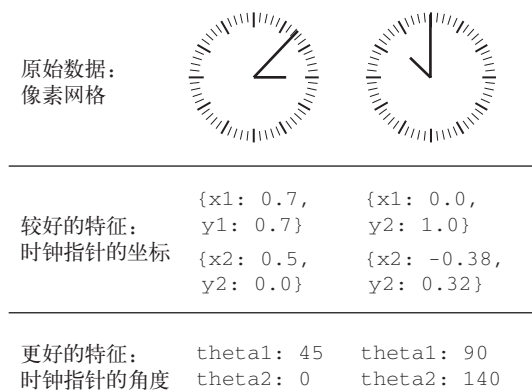 原始数据：
像素网格
较好的特征：
时钟指针的坐标
{x1: 0.7,
y1: 0.7}
{x2: 0.5,
y2: 0.0}
{x1: 0.0,
y2: 1.0}
{x2: -0.38,
y2: 0.32}
更好的特征：
时钟指针的角度
theta1: 45
theta2: 0
theta1: 90
theta2: 140